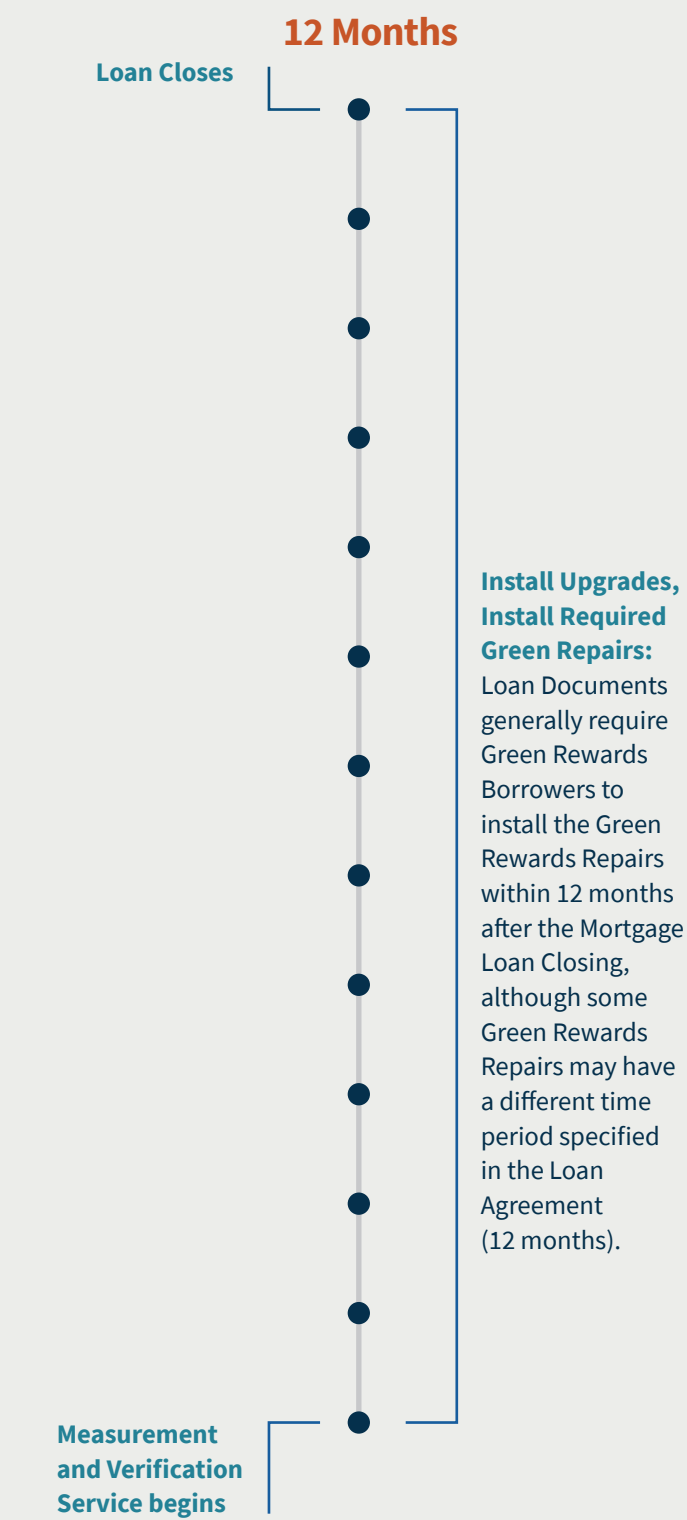 12 Months
Loan Closes
Install Upgrades,
Install Required
Green Repairs:
Loan Documents
generally require
Green Rewards
Borrowers to
install the Green
Rewards Repairs
within 12 months
after the Mortgage
Loan Closing,
although some
Green Rewards
Repairs may have
a different time
period specified
in the Loan
Agreement
(12 months).
Measurement
and Verification
Service begins